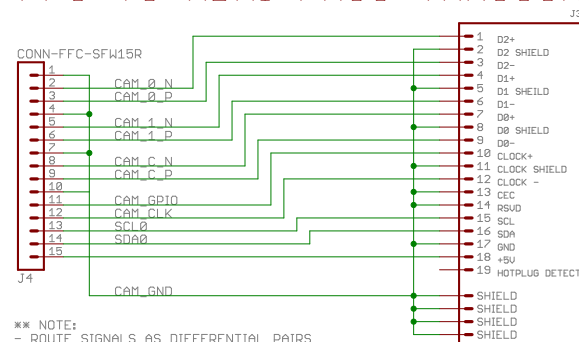 J3
CONN-FFC-SFW15R
1
2 CAM_0_N
3 CAM_0_P
4
5 CAM_1_N
6 CAM_1_P
7
8 CAM_C_N
9 CAM_C_P
10
11 CAM_GPIO
12 CAM_CLK
13 SCL0
14 SDA0
15
J4
CAM_GND
1 D2+
2 D2 SHIELD
3 D2-
4 D1+
5 D1 SHEILD
6 D1-
7 D0+
8 D0 SHIELD
9 D0-
10 CLOCK+
11 CLOCK SHIELD
12 CLOCK -
13 CEC
14 RSVD
15 SCL
16 SDA
17 GND
18 +5V
19 HOTPLUG DETECT
SHIELD
SHIELD
SHIELD
SHIELD
** NOTE:
- ROUTE SIGNALS AS DIFFERENTIAL PAIRS